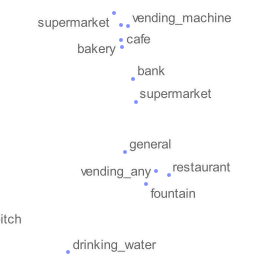 supermarket
vending_machine
cafe
bakery
bank
supermarket
general
restaurant
vending_any
fountain
itch
drinking_water